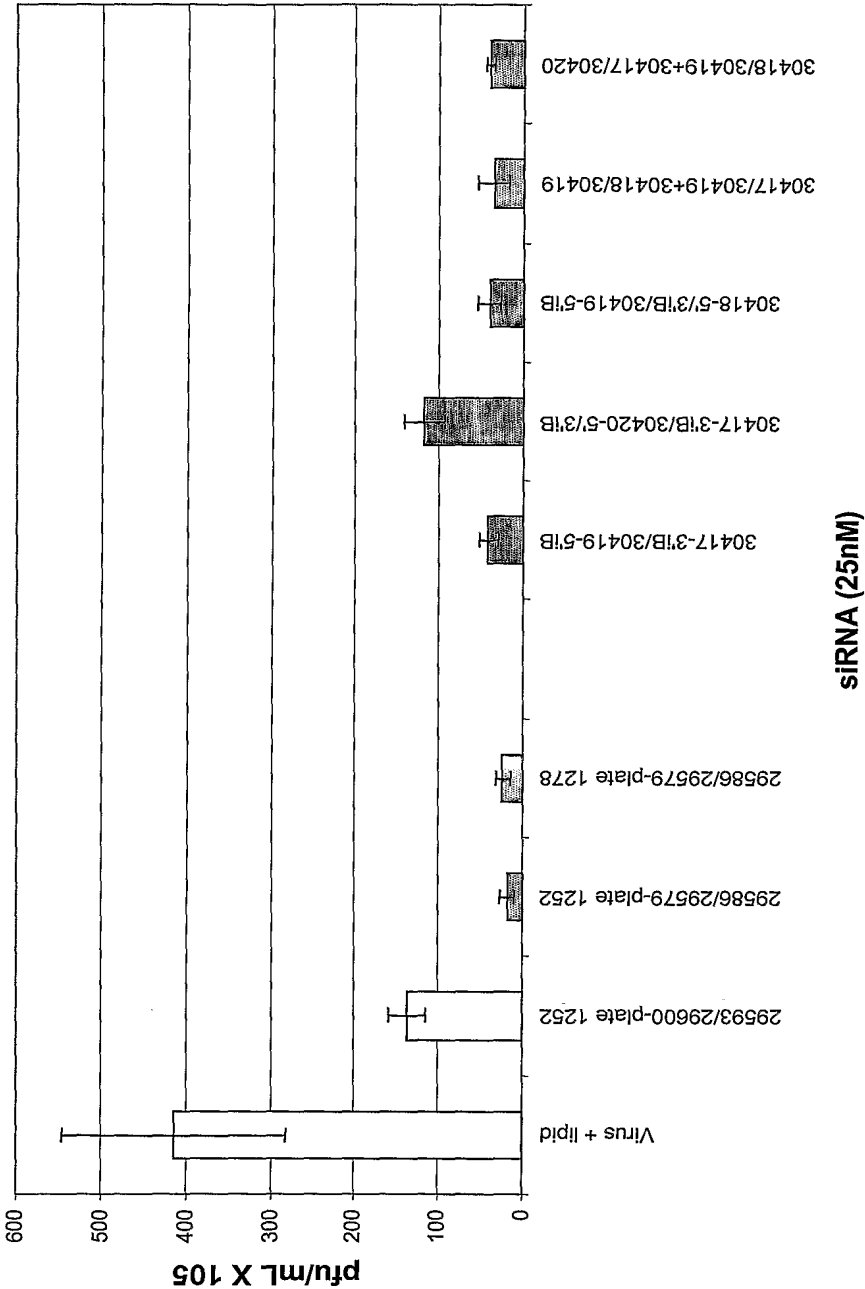 pfu/mL X 105
600
500
400
300
200
100
0
Virus + lipid
29593/29600-plate 1252
29586/29579-plate 1252
29586/29579-plate 1278
30417-3'iB/30419-5'iB
30417-3'iB/30420-5'/3'iB
30418-5'/3'iB/30419-5'iB
30417/30419+30418/30419
30418/30419+30417/30420
siRNA (25nM)